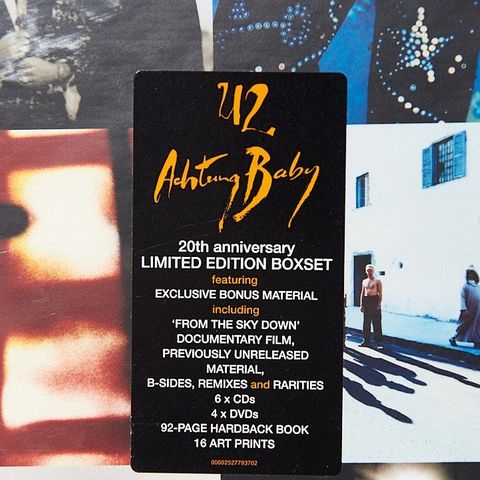 U2
Achtung Baby
20th anniversary
LIMITED EDITION BOXSET
featuring
EXCLUSIVE BONUS MATERIAL
including
‘FROM THE SKY DOWN’
DOCUMENTARY FILM,
PREVIOUSLY UNRELEASED
MATERIAL,
B-SIDES, REMIXES and RARITIES
6 x CDs
4 x DVDs
92-PAGE HARDBACK BOOK
16 ART PRINTS
00602527793702